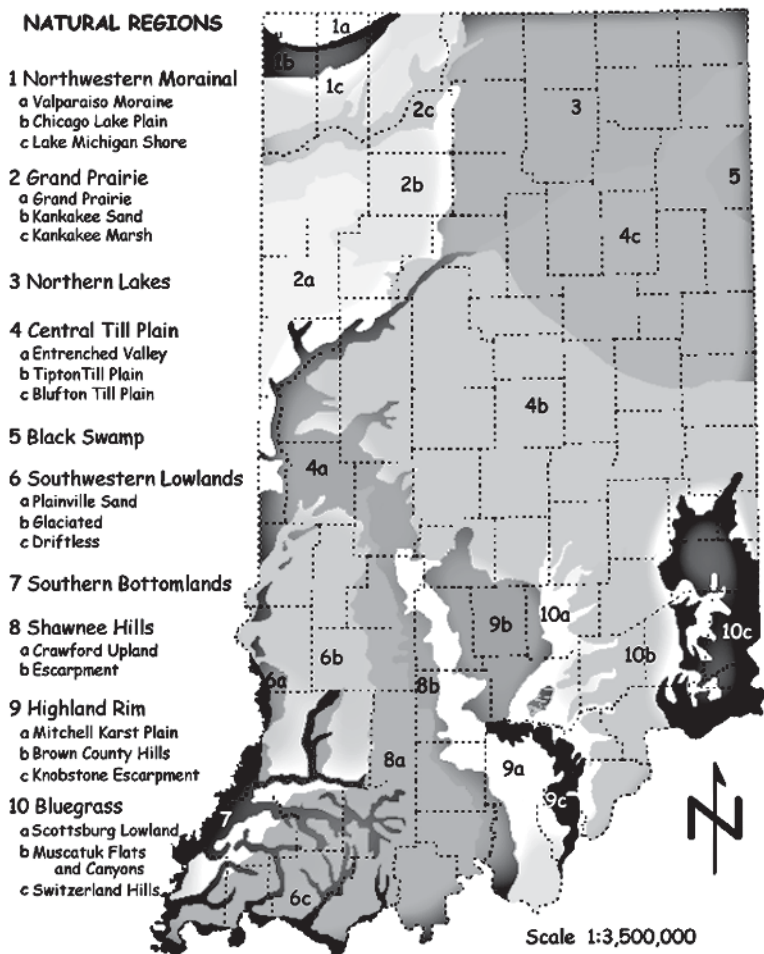 NATURAL REGIONS
1 Northwestern Morainal
a Valparaiso Moraine
b Chicago Lake Plain
c Lake Michigan Shore
2 Grand Prairie
a Grand Prairie
b Kankakee Sand
c Kankakee Marsh
3 Northern Lakes
4 Central Till Plain
a Entrenched Valley
b TiptonTill Plain
c Blufton Till Plain
5 Black Swamp
6 Southwestern Lowlands
a Plainville Sand
b Glaciated
c Driftless
7 Southern Bottomlands
8 Shawnee Hills
a Crawford Upland
b Escarpment
9 Highland Rim
a Mitchell Karst Plain
b Brown County Hills
c Knobstone Escarpment
10 Bluegrass
a Scottsburg Lowland
b Muscatuk Flats
and Canyons
c Switzerland Hills
1a
1b
1c
2c
3
2b
5
4c
2a
4b
4a
10a
9b
10c
6b
10b
6a
8b
8a
9a
9c
7
6c
N
Scale 1:3,500,000